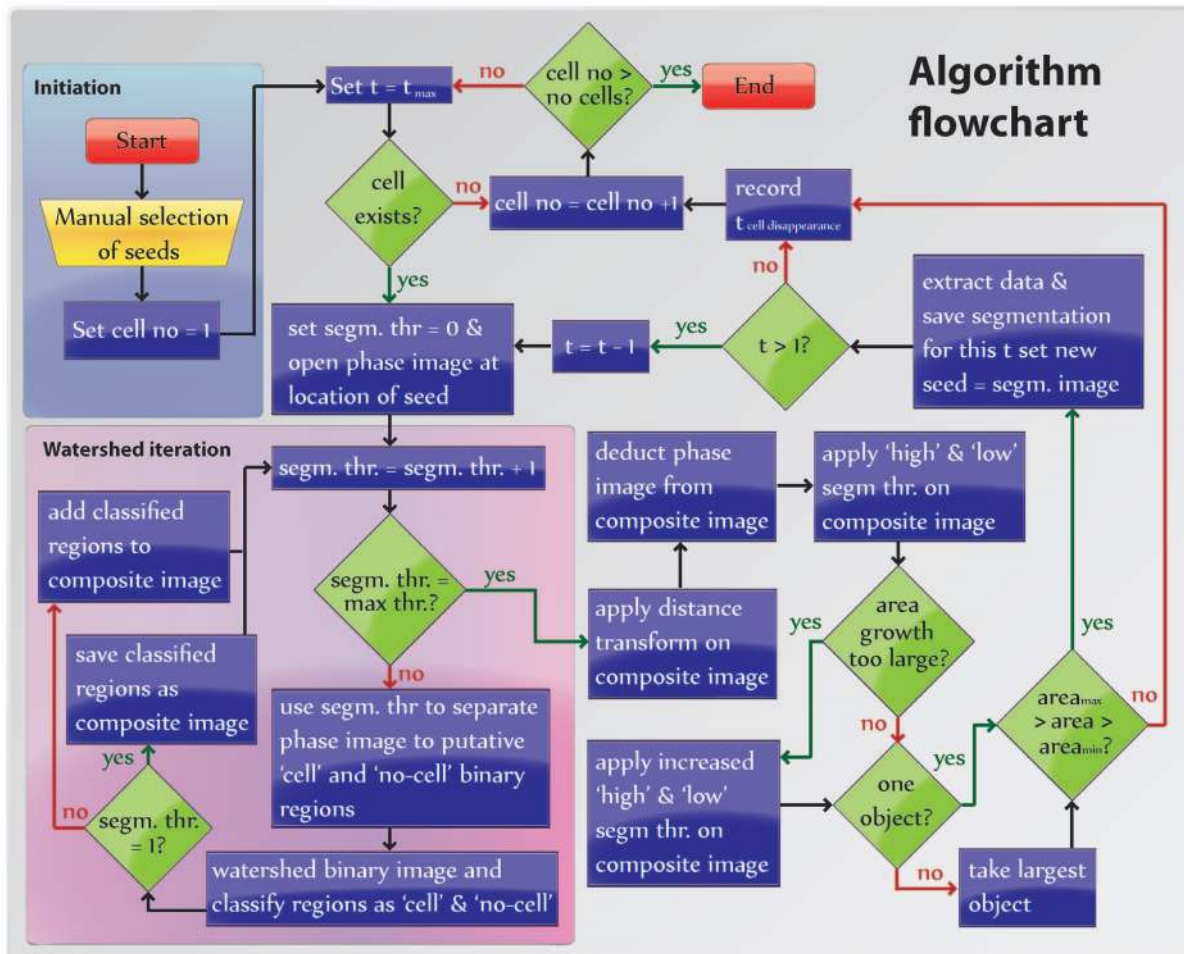 Algorithm
flowchart
Initiation
Start
Manual selection
of seeds
Set cell no = 1
Set t = t max
cell no >
no cells?
no
yes
End
cell
exists?
no
yes
cell no = cell no +1
record
t cell disappearance
no
set segm. thr = 0 &
open phase image at
location of seed
t = t - 1
yes
t > 1?
extract data &
save segmentation
for this t set new
seed = segm. image
Watershed iteration
segm. thr. = segm. thr. + 1
add classified
regions to
composite image
segm. thr. =
max thr.?
yes
no
save classified
regions as
composite image
yes
no
segm. thr.
= 1?
use segm. thr to separate
phase image to putative
'cell' and 'no-cell' binary
regions
watershed binary image and
classify regions as 'cell' & 'no-cell'
deduct phase
image from
composite image
apply 'high' & 'low'
segm thr. on
composite image
apply distance
transform on
composite image
yes
area
growth
too large?
no
apply increased
'high' & 'low'
segm thr. on
composite image
one
object?
yes
no
take largest
object
areamax
> area >
areamin?
yes
no